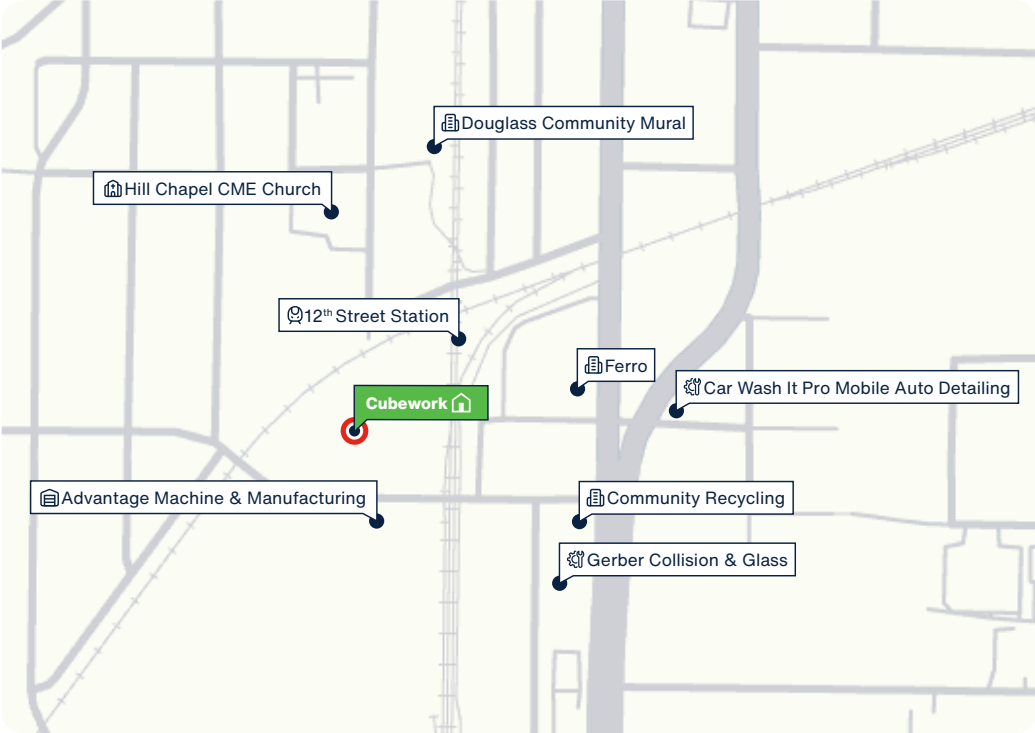 Douglass Community Mural
Hill Chapel CME Church
12th Street Station
Ferro
Car Wash It Pro Mobile Auto Detailing
Cubework
Advantage Machine & Manufacturing
Community Recycling
Gerber Collision & Glass